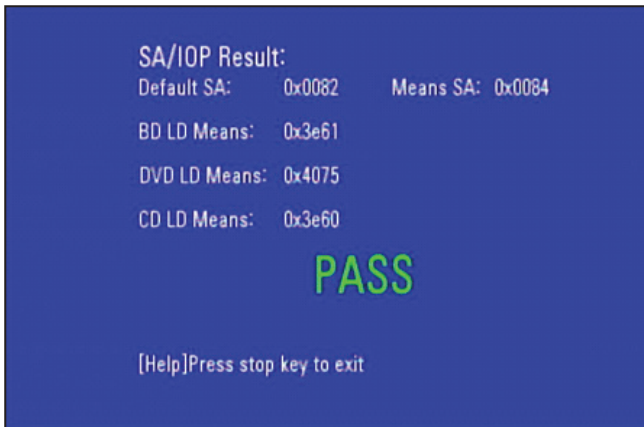 SA/IOP Result:
Default SA: 0x0082 Means SA: 0x0084
BD LD Means: 0x3e61
DVD LD Means: 0x4075
CD LD Means: 0x3e60
PASS
[Help]Press stop key to exit